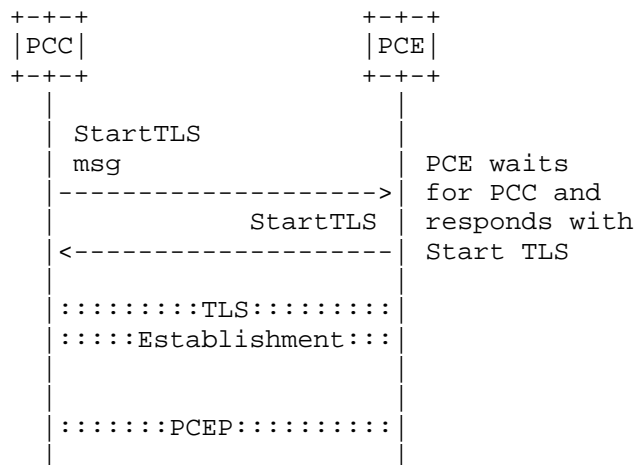 +-+-+                 +-+-+
|PCC|                 |PCE|
+-+-+                 +-+-+
  |                     |
  | StartTLS            |
  | msg                 | PCE waits
  |-------------------->| for PCC and
  |            StartTLS | responds with
  |<--------------------| Start TLS
  |                     |
  |:::::::::TLS:::::::::|
  |:::::Establishment:::|
  |                     |
  |                     |
  |:::::::PCEP::::::::::|
  |                     |